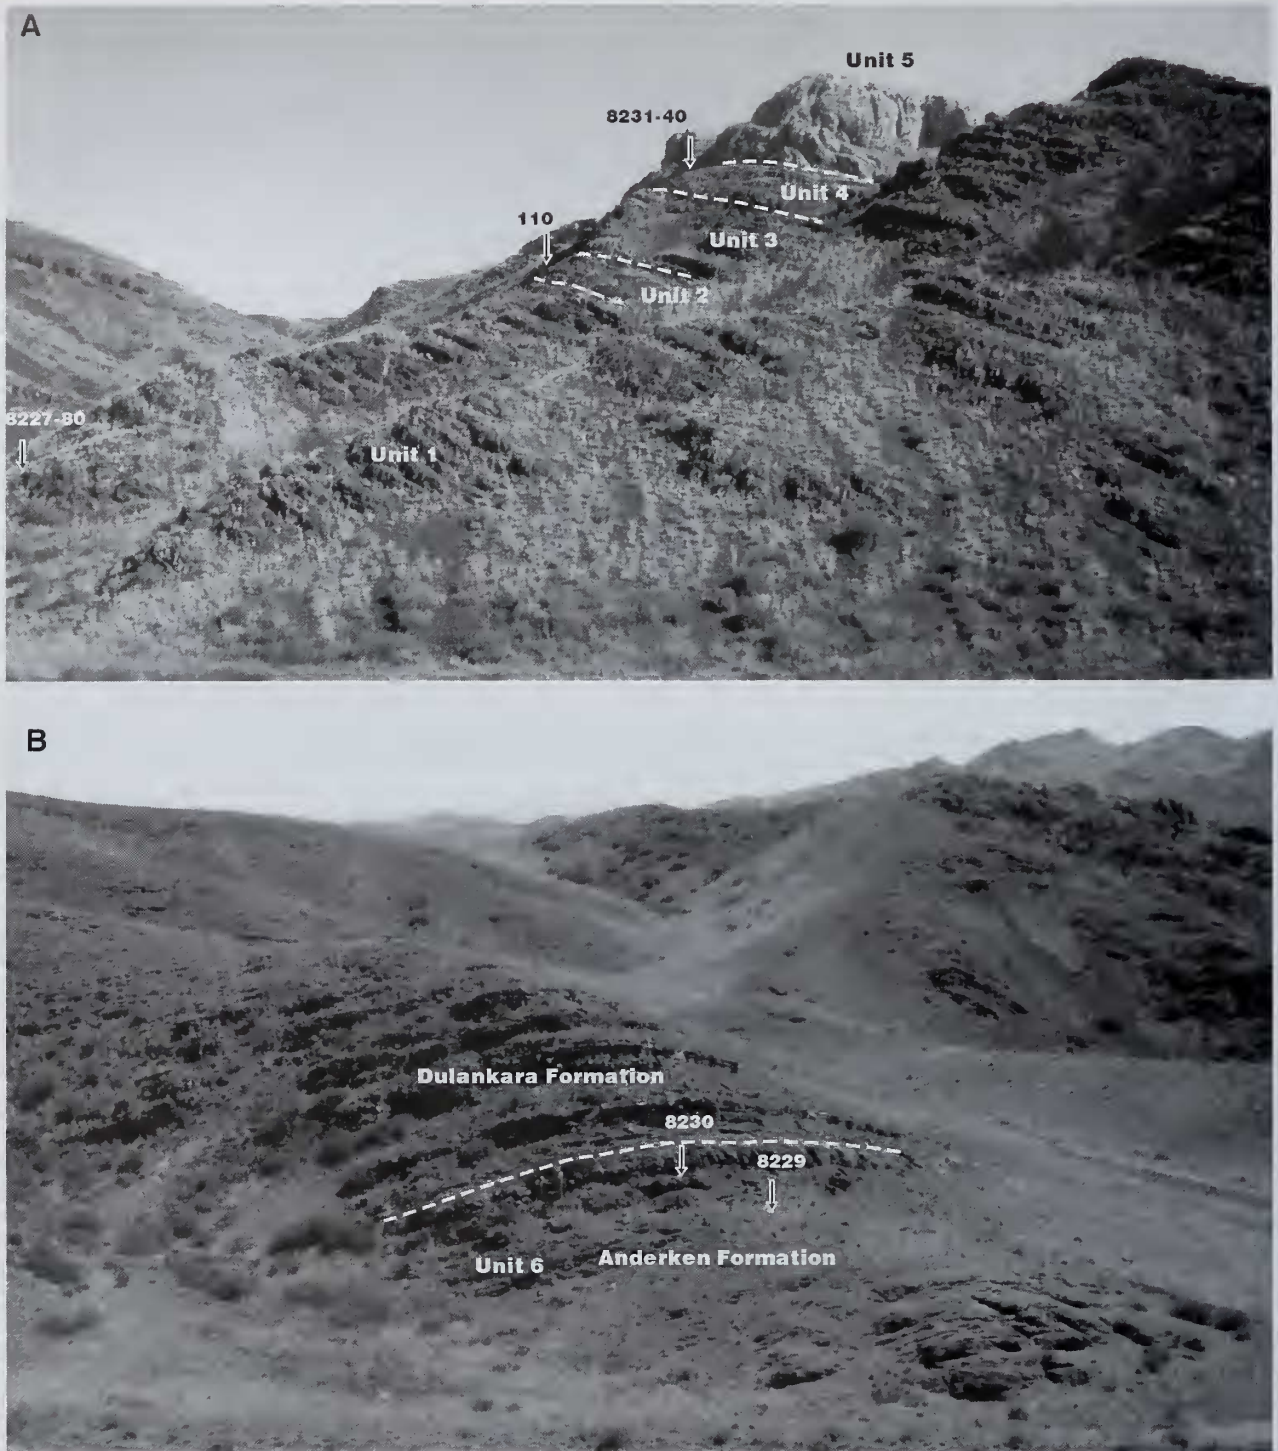 A
Unit 5
8231-40
Unit 4
110
Unit 3
Unit 2
8227-80
Unit 1
B
Dulankara Formation
8230
8229
Anderken Formation
Unit 6